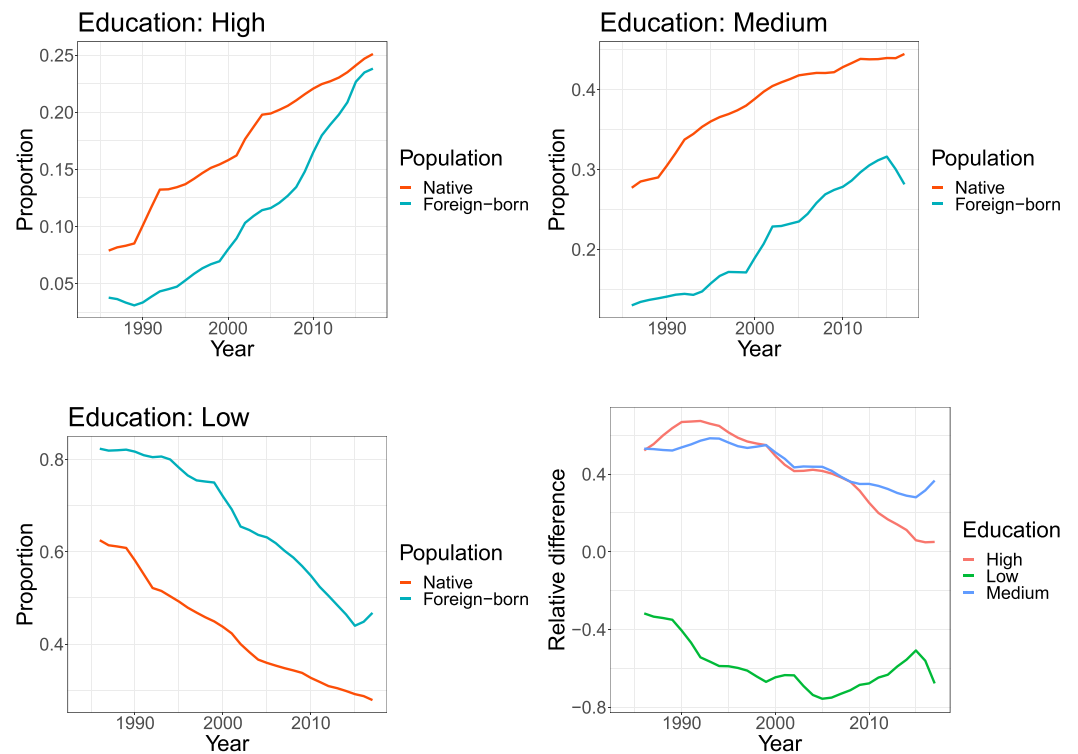 Education: High
0.25
0.20
0.15
0.10
0.05
Proportion
1990
2000
2010
Year
Population
Native
Foreign−born
Education: Medium
0.4
0.3
0.2
Proportion
1990
2000
2010
Year
Population
Native
Foreign−born
Education: Low
0.8
0.6
0.4
Proportion
1990
2000
2010
Year
Population
Native
Foreign−born
0.4
0.0
−0.4
−0.8
Relative difference
1990
2000
2010
Year
Education
High
Low
Medium